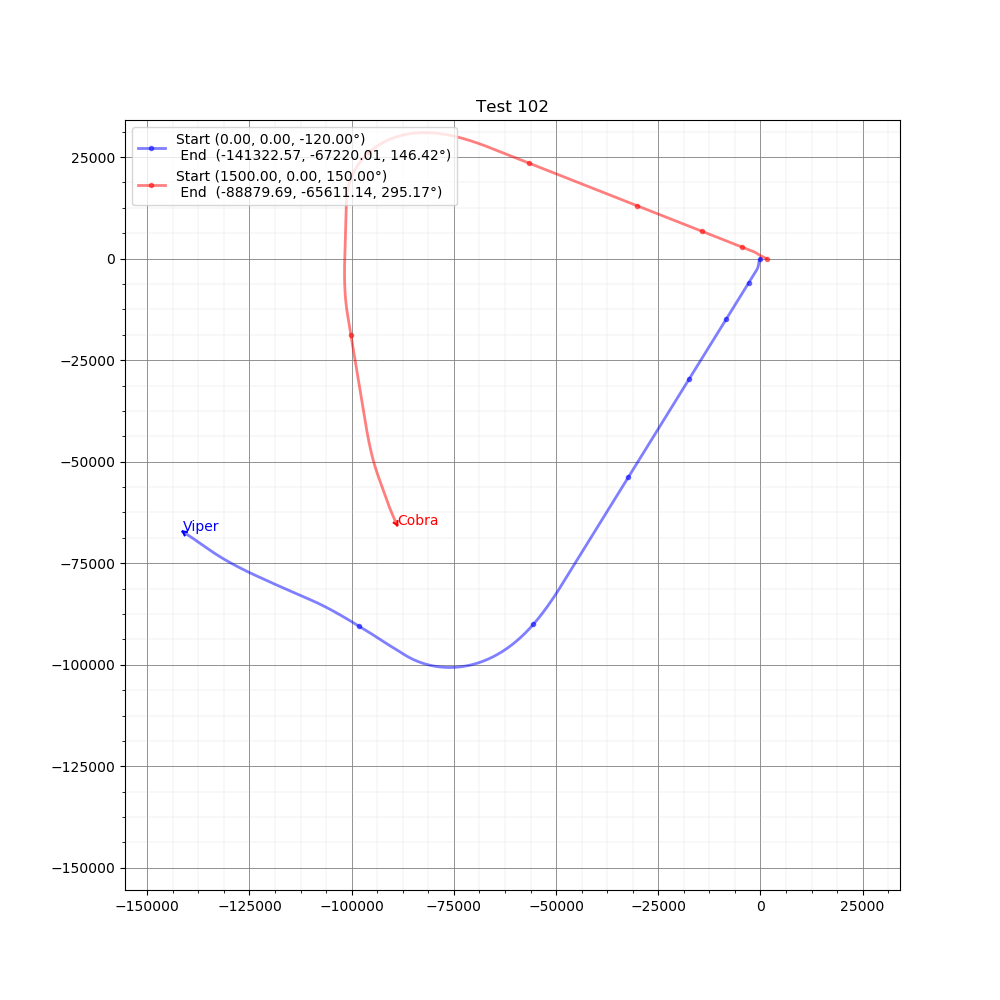 Test 102
Start (0.00, 0.00, -120.00°)
End (-141322.57, -67220.01, 146.42°)
Start (1500.00, 0.00, 150.00°)
End (-88879.69, -65611.14, 295.17°)
25000
0
−25000
−50000
−75000
−100000
−125000
−150000
Cobra
Viper
−150000
−125000
−100000
−75000
−50000
−25000
0
25000